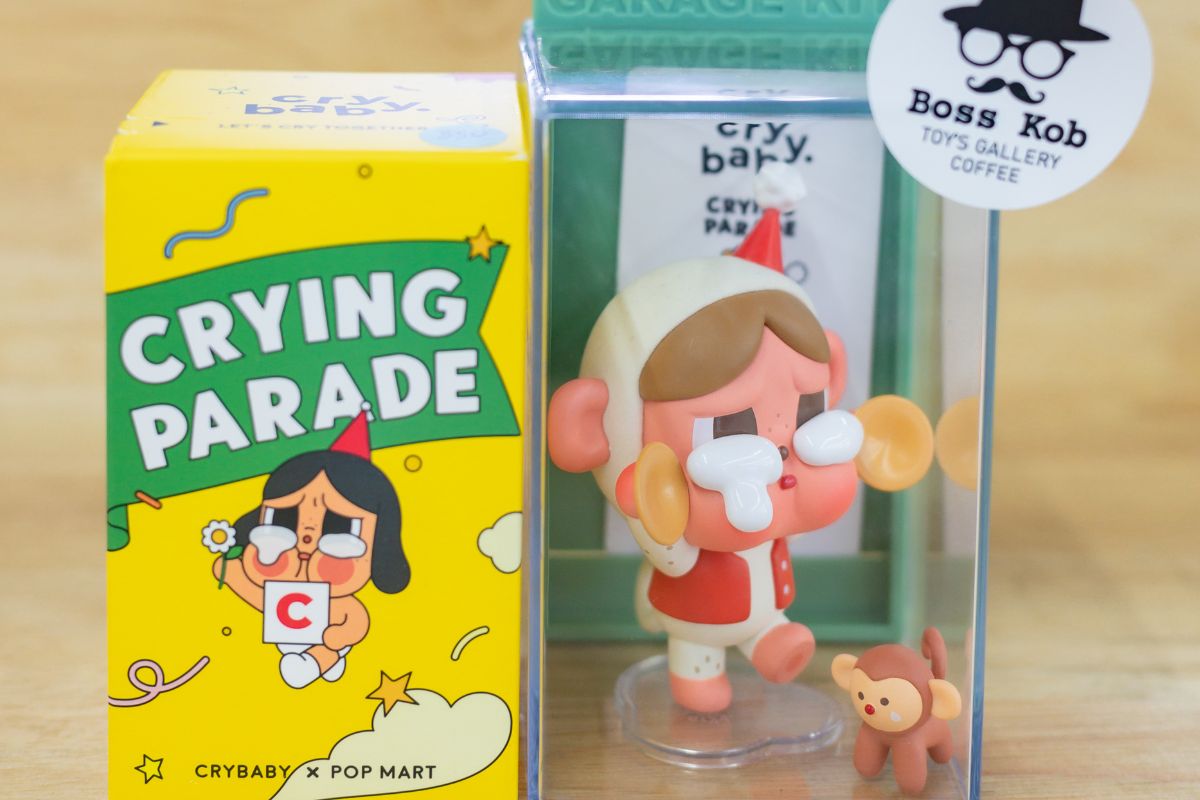 cry
baby.
LET'S CRY TOGETHER
CRYING
PARADE
C
CRYBABY × POP MART
GARAGE KIT
cry
baby.
CRYING
PARADE
Boss Kob
TOY'S GALLERY
COFFEE